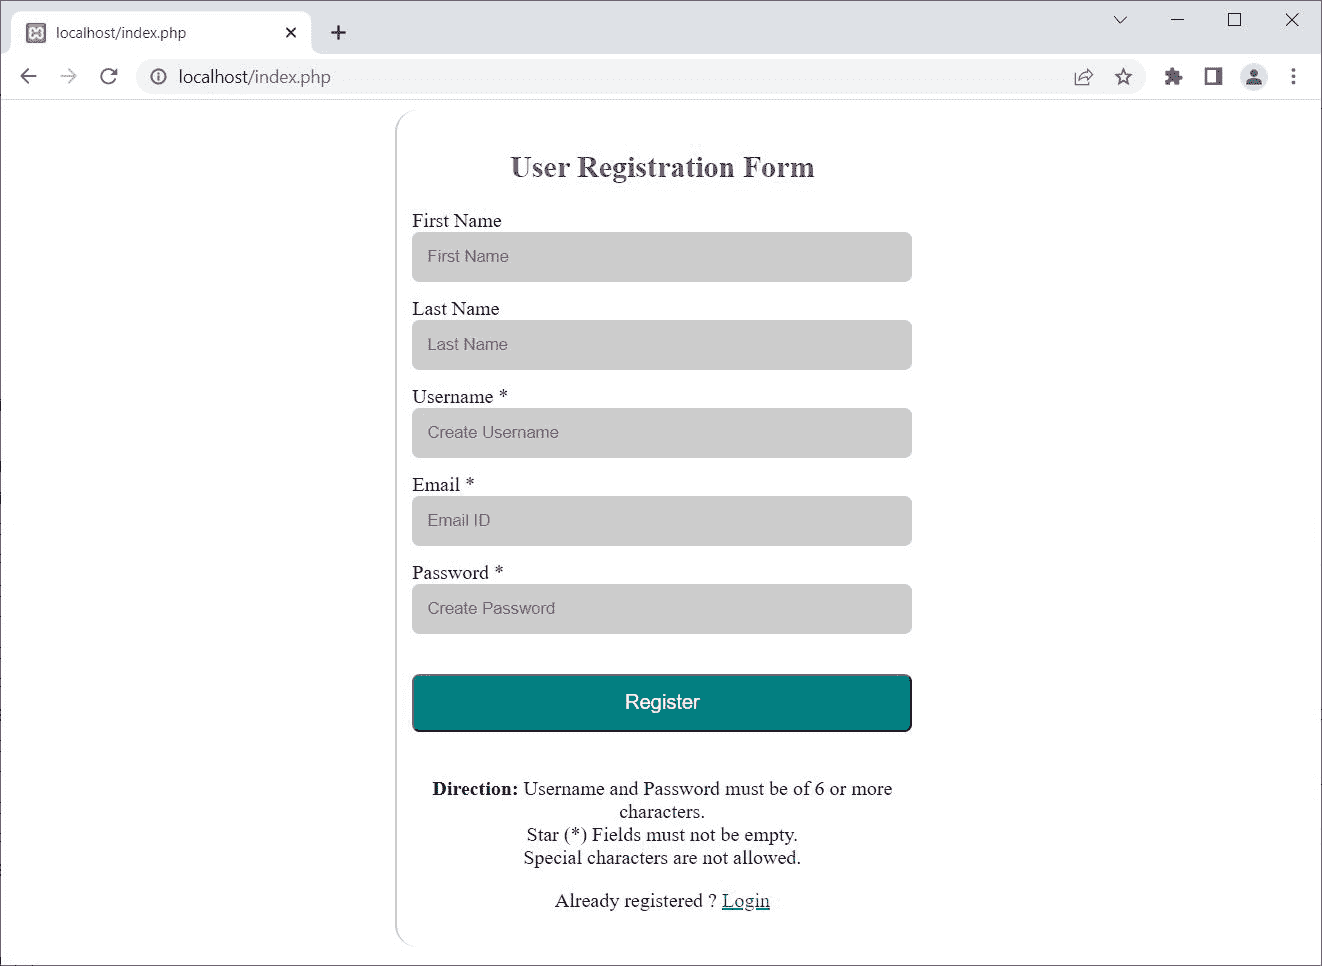 localhost/index.php
localhost/index.php
User Registration Form
First Name
First Name
Last Name
Last Name
Username *
Create Username
Email *
Email ID
Password *
Create Password
Register
Direction: Username and Password must be of 6 or more
characters.
Star (*) Fields must not be empty.
Special characters are not allowed.
Already registered ? Login